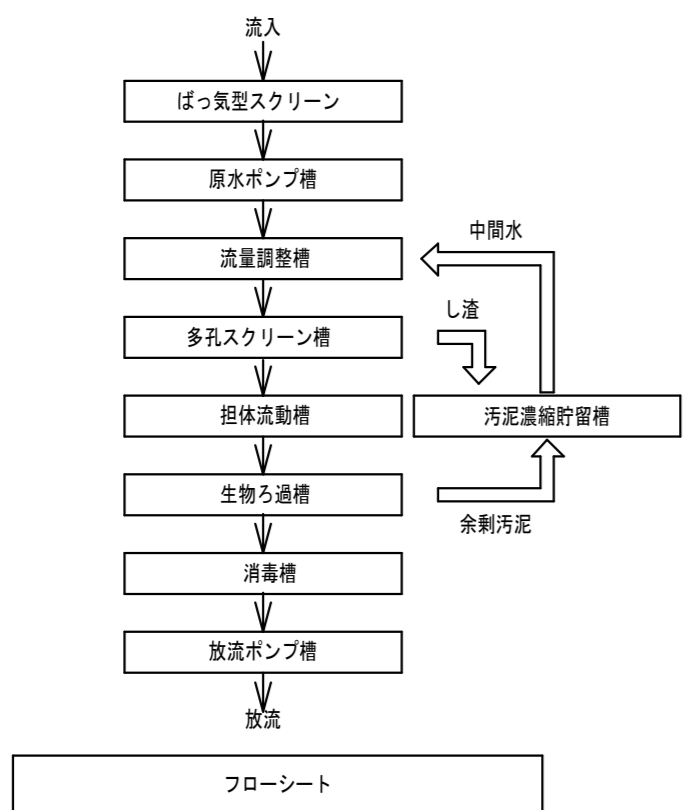 流入
ばっ気型スクリーン
原水ポンプ槽
流量調整槽
中間水
し渣
多孔スクリーン槽
担体流動槽
汚泥濃縮貯留槽
生物ろ過槽
余剰汚泥
消毒槽
放流ポンプ槽
放流
フローシート